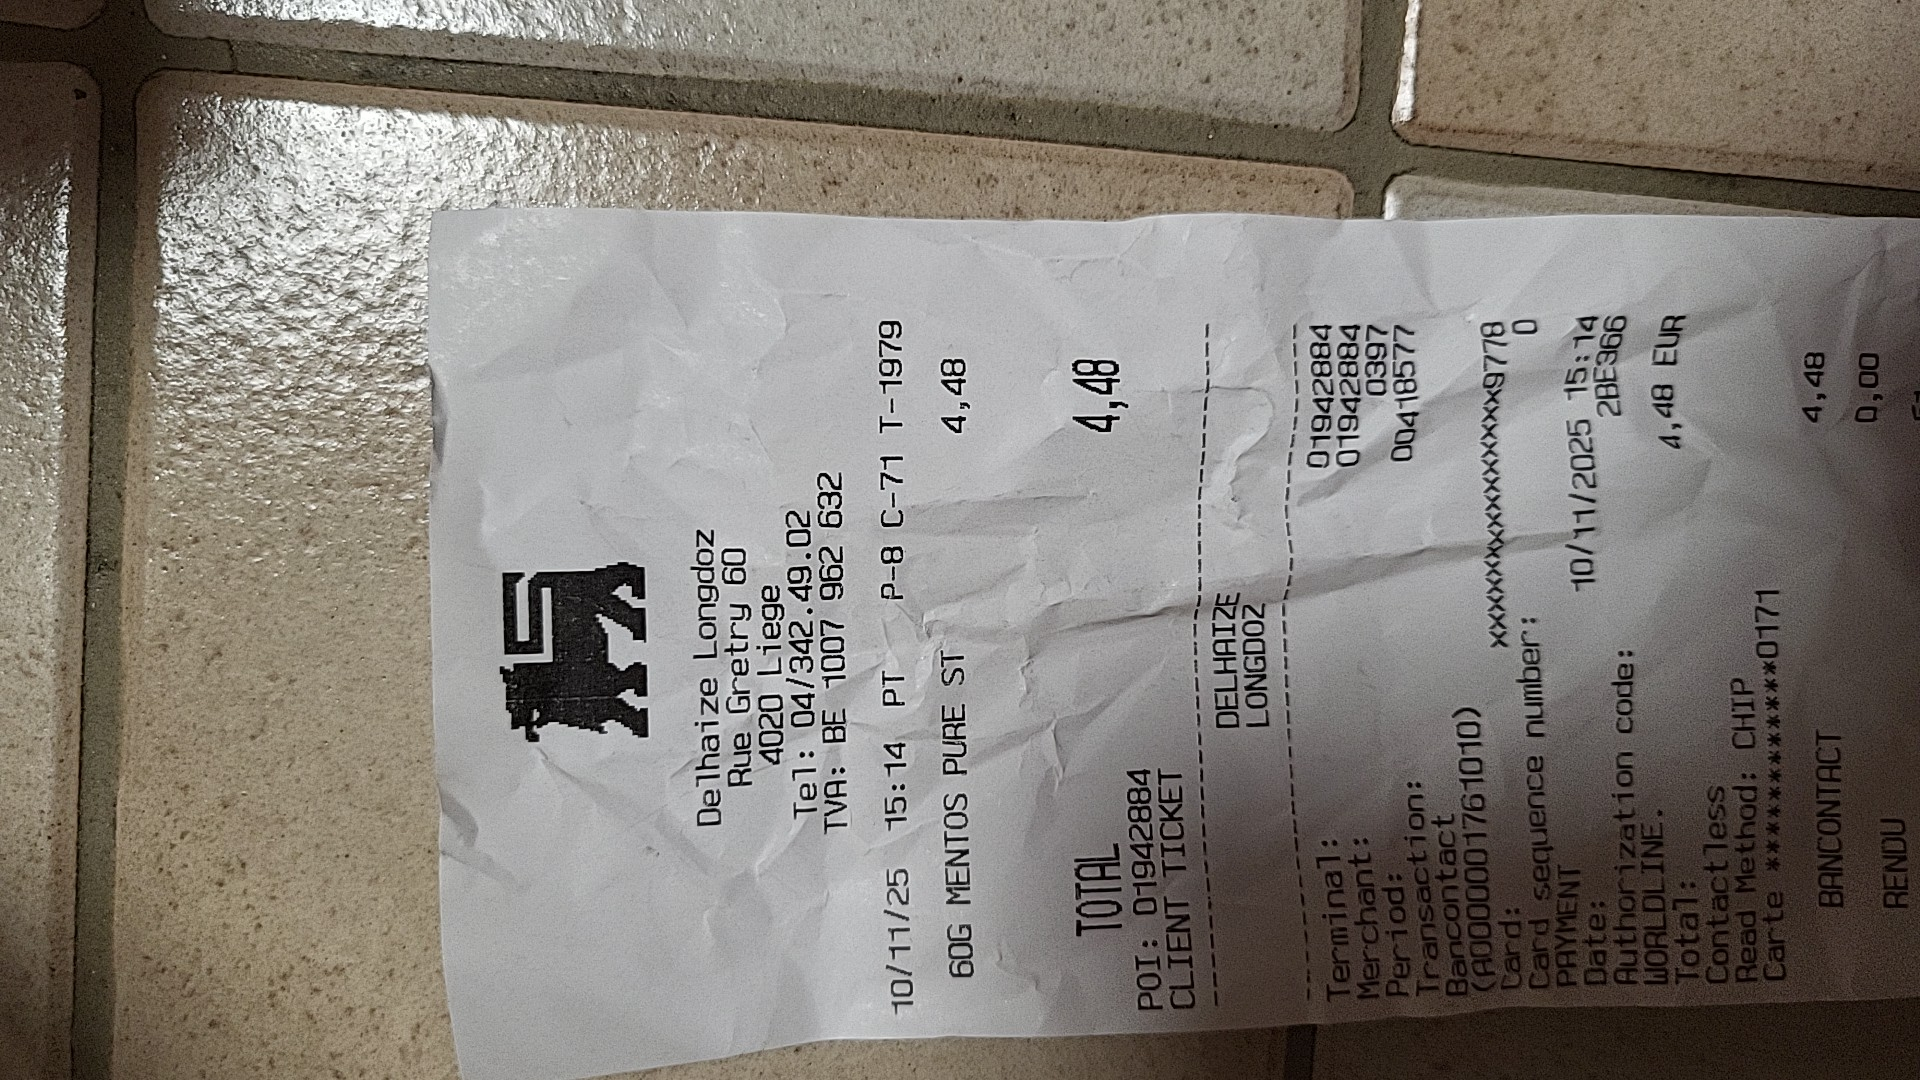 Delhaize Longdoz
Rue Gretry 60
4020 Liege
Tel: 04/342.49.02
TVA: BE 1007 962 632
10/11/25 15:14 PT P-8 C-71 T-1979
60G MENTOS PURE ST 4,48
TOTAL 4,48
POI: 01942884
CLIENT TICKET
--------------------------------
DELHAIZE
LONGDOZ
--------------------------------
Terminal: 01942884
Merchant: 01942884
Period: 0397
Transaction: 00418577
Bancontact
(A0000001761010)
Card: xxxxxxxxxxxxxxx9778
Card sequence number: 0
PAYMENT
Date: 10/11/2025 15:14
Authorization code: 2BE366
WORLDLINE.
Total: 4,48 EUR
Contactless
Read Method: CHIP
Carte ***************0171
BANCONTACT 4,48
RENDU 0,00